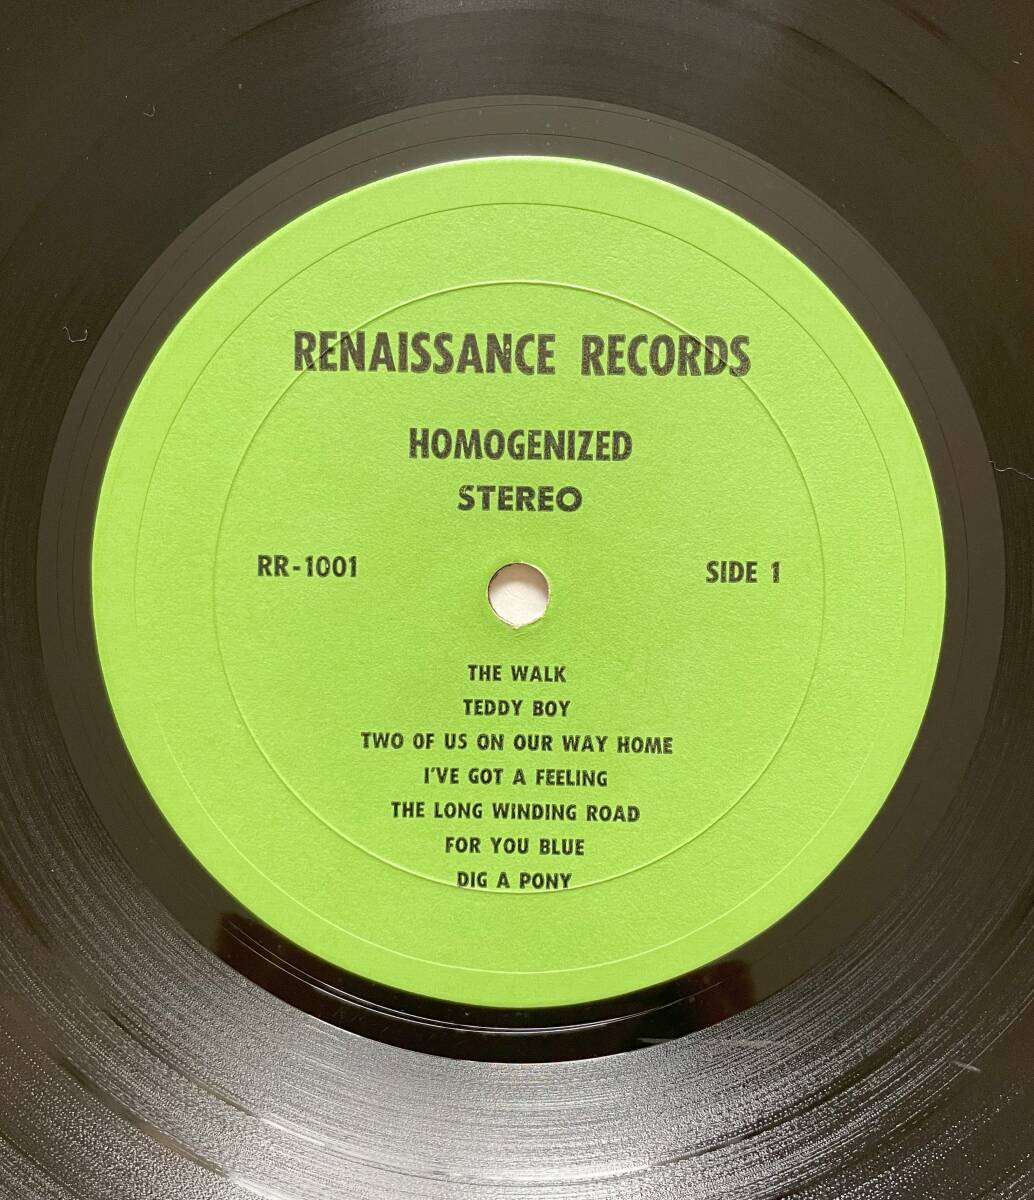 RENAISSANCE RECORDS
HOMOGENIZED
STEREO
RR-1001
SIDE 1
THE WALK
TEDDY BOY
TWO OF US ON OUR WAY HOME
I'VE GOT A FEELING
THE LONG WINDING ROAD
FOR YOU BLUE
DIG A PONY